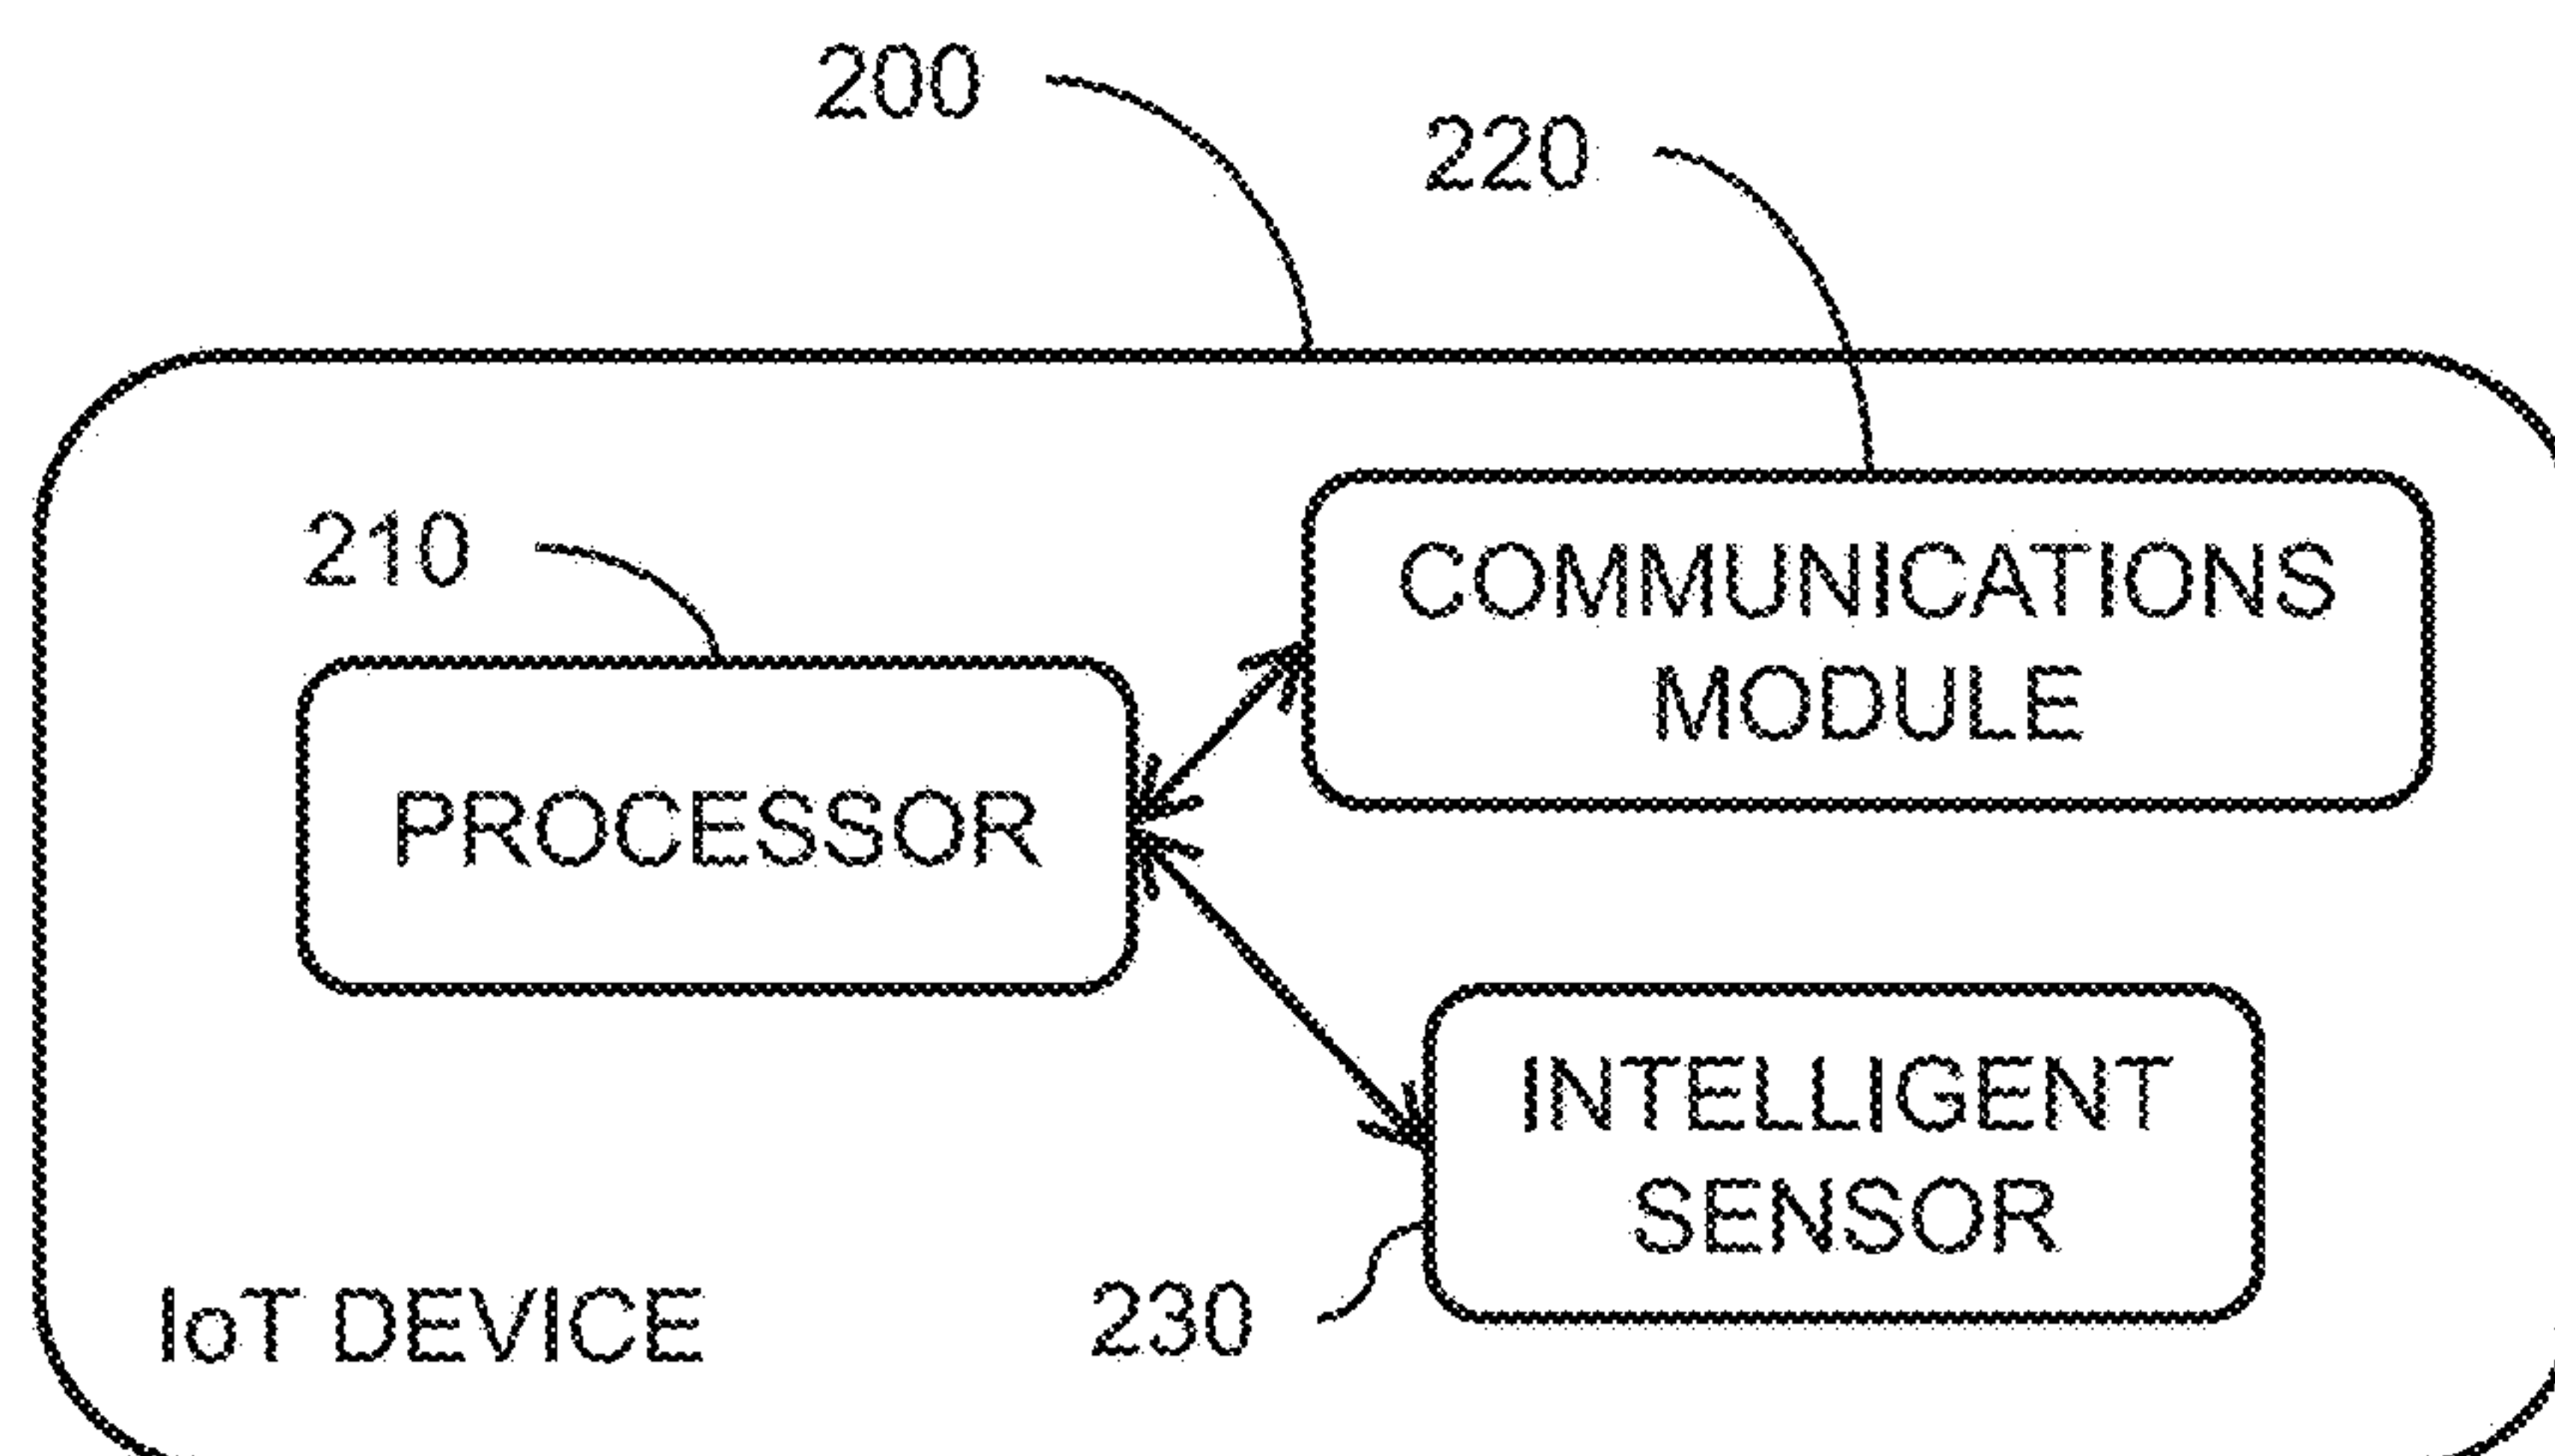 200
220
210
COMMUNICATIONS
MODULE
PROCESSOR
INTELLIGENT
SENSOR
230
IoT DEVICE